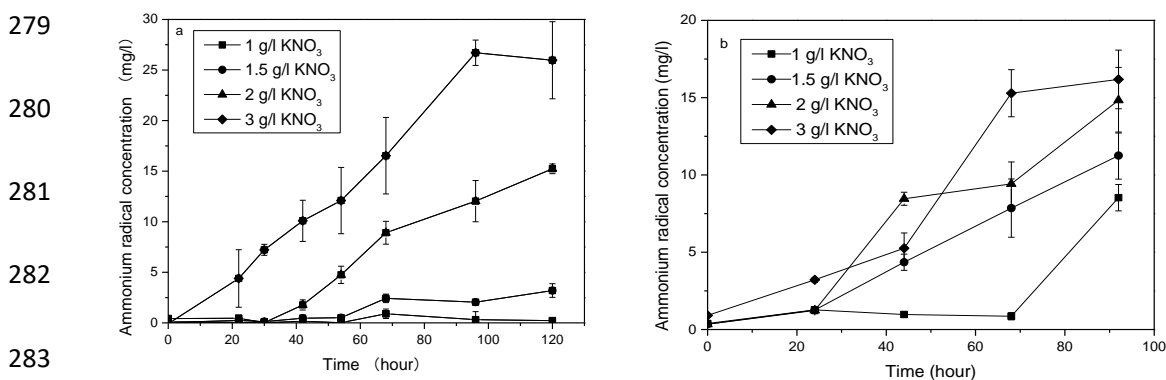 279
280
281
282
283
a
1 g/l KNO3
1.5 g/l KNO3
2 g/l KNO3
3 g/l KNO3
Ammonium radical concentration (mg/l)
30
25
20
15
10
5
0
0 20 40 60 80 100 120
Time (hour)
b
1 g/l KNO3
1.5 g/l KNO3
2 g/l KNO3
3 g/l KNO3
Ammonium radical concentration (mg/l)
20
15
10
5
0
0 20 40 60 80 100
Time (hour)